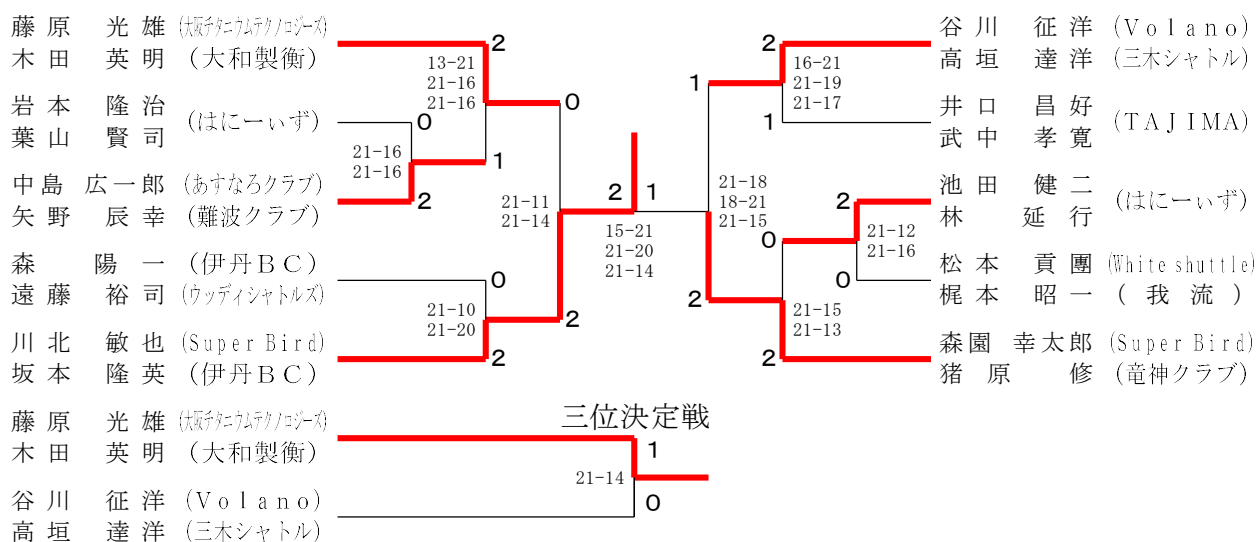 藤原 光雄 (大阪チタニウムテクノロジーズ)
木田 英明 (大和製衡)
岩本 隆治
葉山 賢司
(はにーぃず)
中島 広一郎 (あすなろクラブ)
矢野 辰幸 (難波クラブ)
森 陽一 (伊丹BC)
遠藤 裕司 (ウッディシャトルズ)
川北 敏也 (Super Bird)
坂本 隆英 (伊丹BC)
2
13-21
21-16
21-16
0
21-16
21-16
2
1
0
21-11
21-14
0
21-10
21-20
2
2
2
1
15-21
21-20
21-14
1
21-18
18-21
21-15
2
2
16-21
21-19
21-17
1
2
21-12
21-16
0
0
21-15
21-13
2
谷川 征洋 (Volano)
高垣 達洋 (三木シャトル)
井口 昌好
武中 孝寛
(TAJIMA)
池田 健二
林 延行
(はにーぃず)
松本 貢團 (White shuttle)
梶本 昭一 (我流)
森園 幸太郎 (Super Bird)
猪原 修 (竜神クラブ)
三位決定戦
藤原 光雄 (大阪チタニウムテクノロジーズ)
木田 英明 (大和製衡)
谷川 征洋 (Volano)
高垣 達洋 (三木シャトル)
1
21-14
0